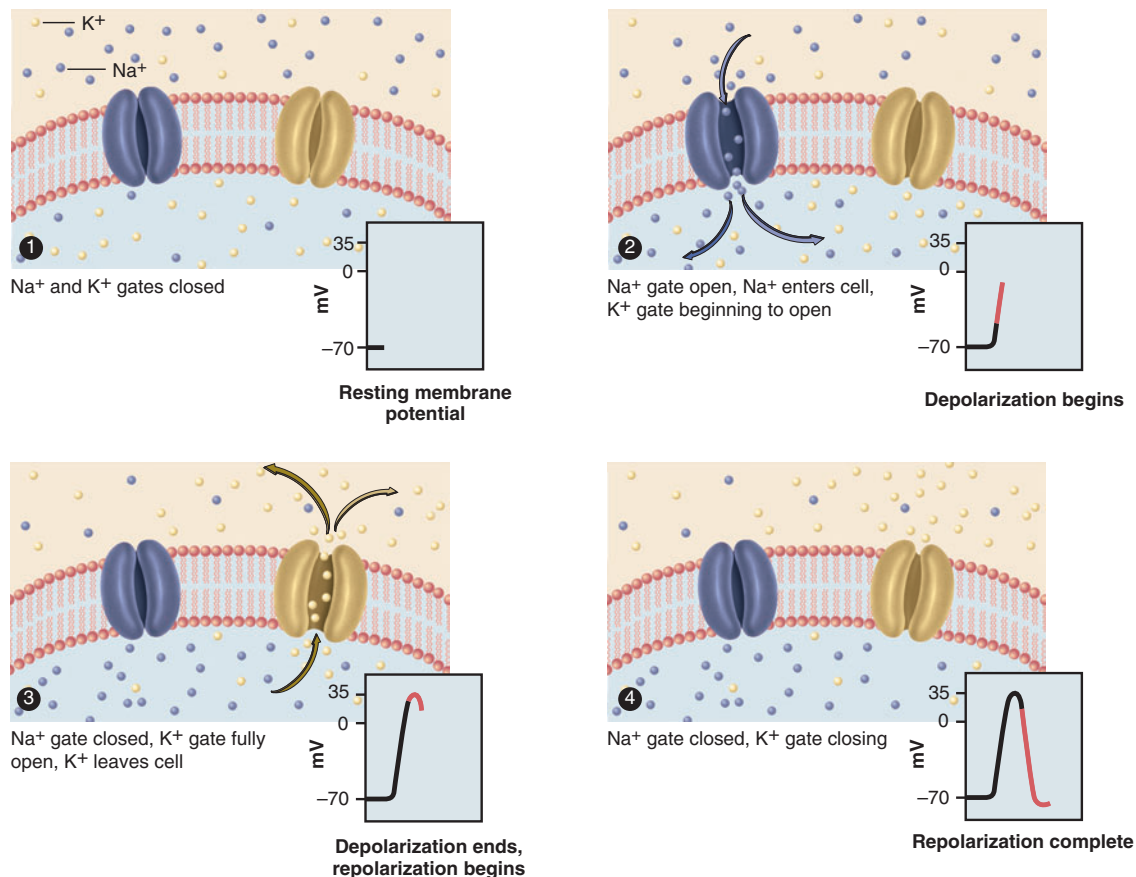 K+
Na+
1
35
0
mV
–70
Na+ and K+ gates closed
Resting membrane
potential
2
35
0
mV
–70
Na+ gate open, Na+ enters cell,
K+ gate beginning to open
Depolarization begins
3
35
0
mV
–70
Na+ gate closed, K+ gate fully
open, K+ leaves cell
Depolarization ends,
repolarization begins
4
35
0
mV
–70
Na+ gate closed, K+ gate closing
Repolarization complete